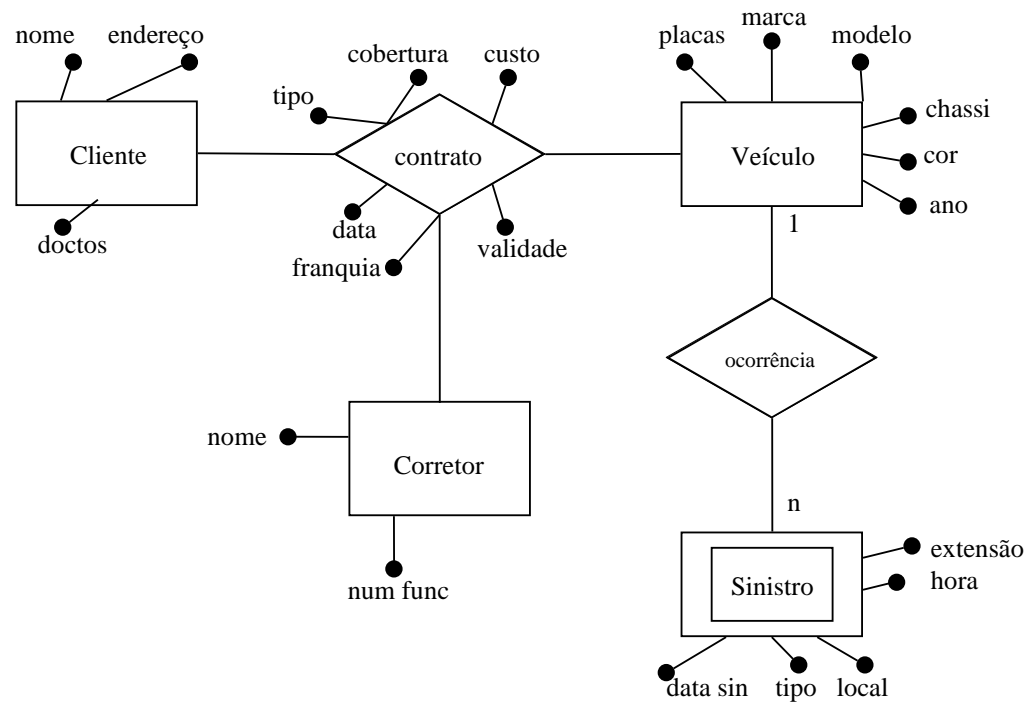 nome
endereço
cobertura
custo
placas
marca
modelo
tipo
chassi
Cliente
contrato
Veículo
cor
ano
doctos
data
validade
1
franquia
ocorrência
nome
Corretor
n
extensão
num func
Sinistro
hora
data sin
tipo
local